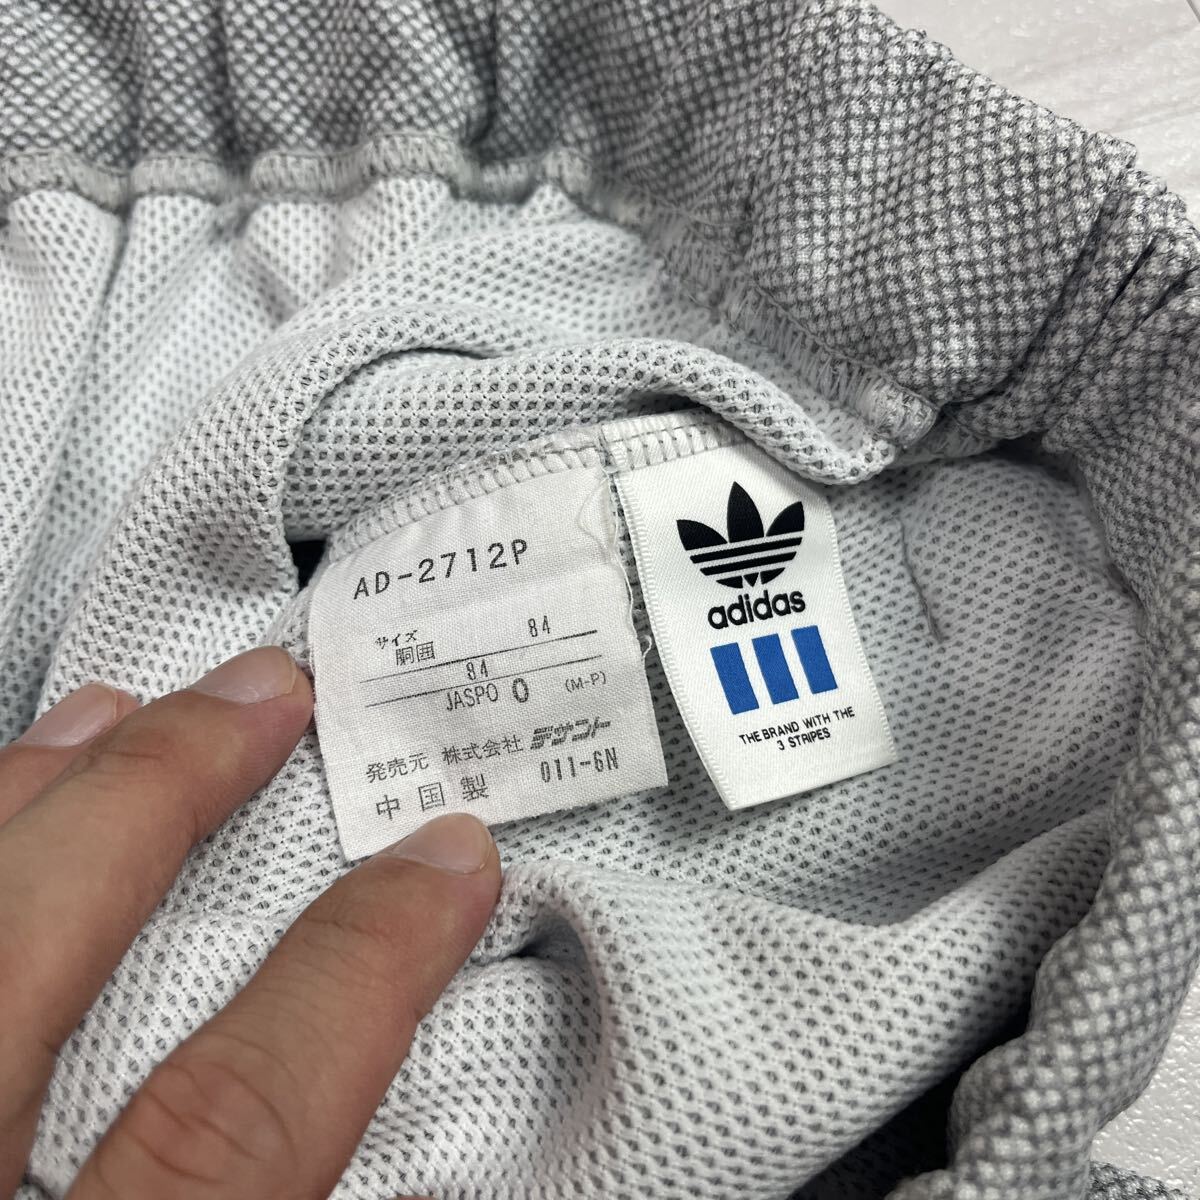 AD-2712P
サイズ
胴囲 84
84
JASPO O (M-P)
発売元 株式会社 デサント
中国製 011-GN
adidas
THE BRAND WITH THE
3 STRIPES